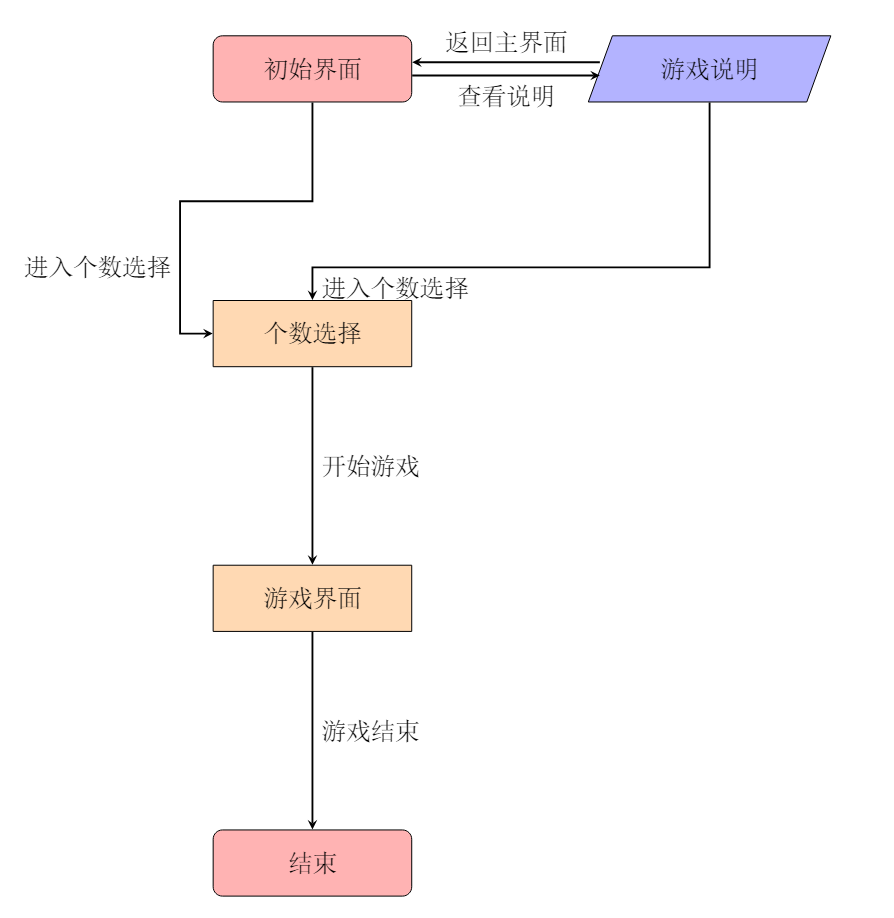 返回主界面
初始界面
游戏说明
查看说明
进入个数选择
进入个数选择
个数选择
开始游戏
游戏界面
游戏结束
结束